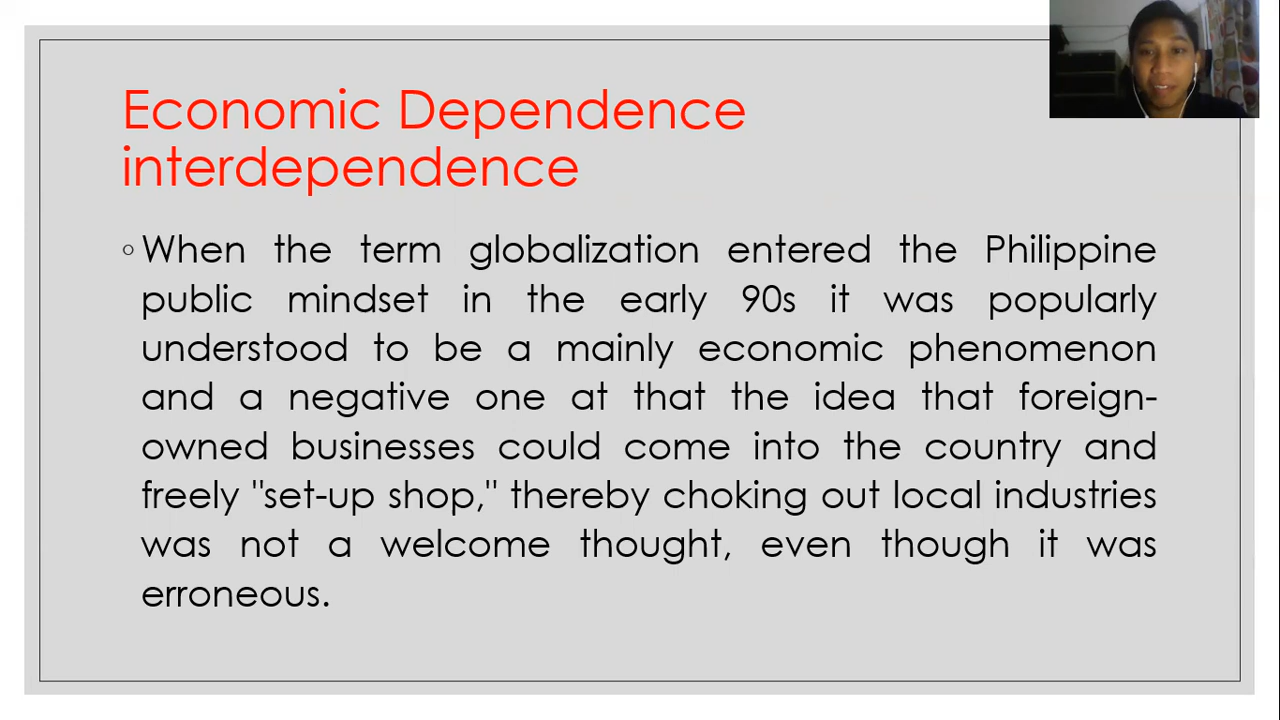 Economic Dependence
interdependence
◦When the term globalization entered the Philippine
public mindset in the early 90s it was popularly
understood to be a mainly economic phenomenon
and a negative one at that the idea that foreign-
owned businesses could come into the country and
freely "set-up shop," thereby choking out local industries
was not a welcome thought, even though it was
erroneous.